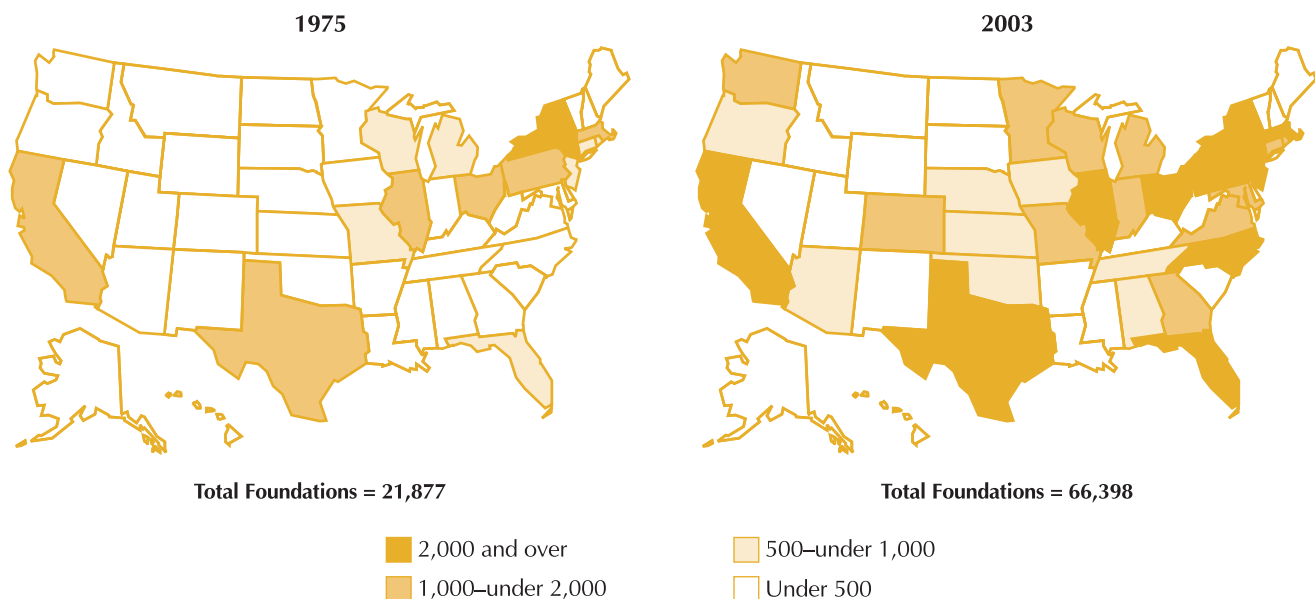 1975
2003
Total Foundations = 21,877
Total Foundations = 66,398
2,000 and over
500–under 1,000
1,000–under 2,000
Under 500